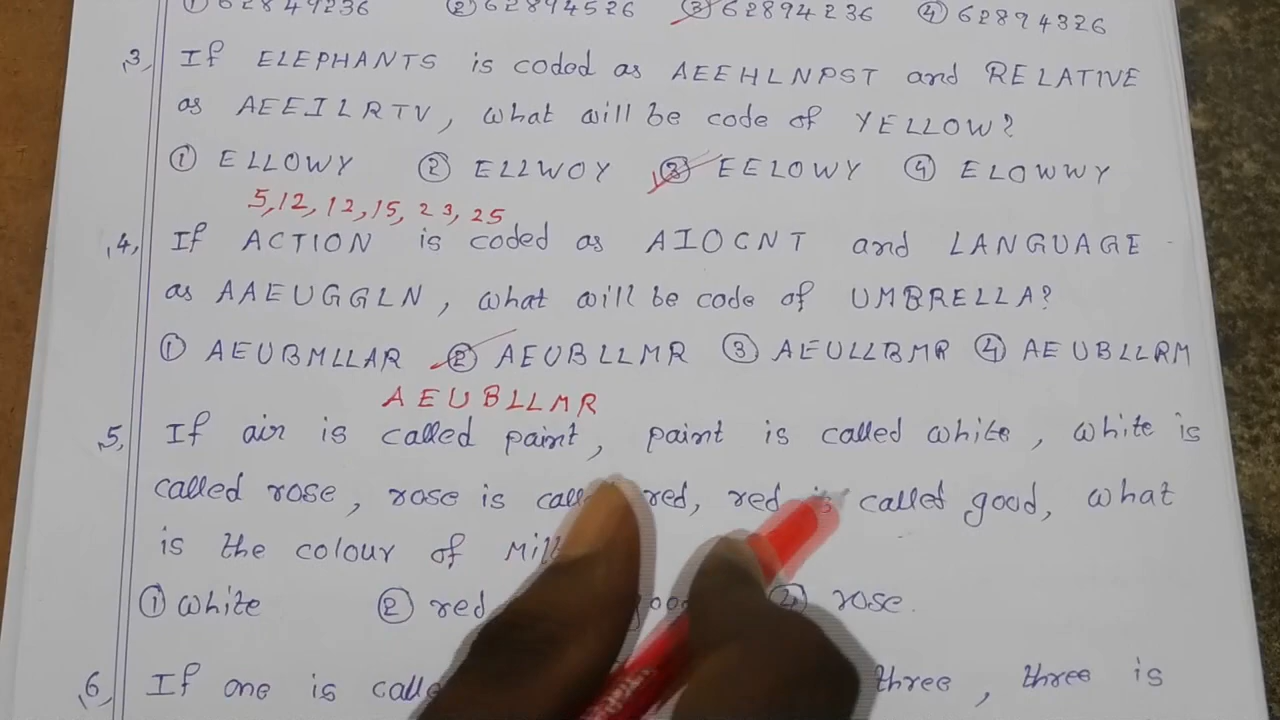 ① 62849236 ② 62894526 ③ 62894236 ④ 62894326
3, If ELEPHANTS is coded as AEEHLNPST and RELATIVE
as AEEILRTV, what will be code of YELLOW?
① ELLOWY ② ELLWOY ③ EELOWY ④ ELOWWY
5,12, 12, 15, 23, 25
4, If ACTION is coded as AIOCNT and LANGUAGE
as AAEUGGLN, what will be code of UMBRELLA?
① AEUBMLLAR ② AEUBLLMR ③ AEULLBMR ④ AEUBLLRM
AEUBLLMR
5, If air is called paint, paint is called white, white is
called rose, rose is red, red is called good, what
is the colour of
① white ② red ④ rose.
6, If one is three, three is